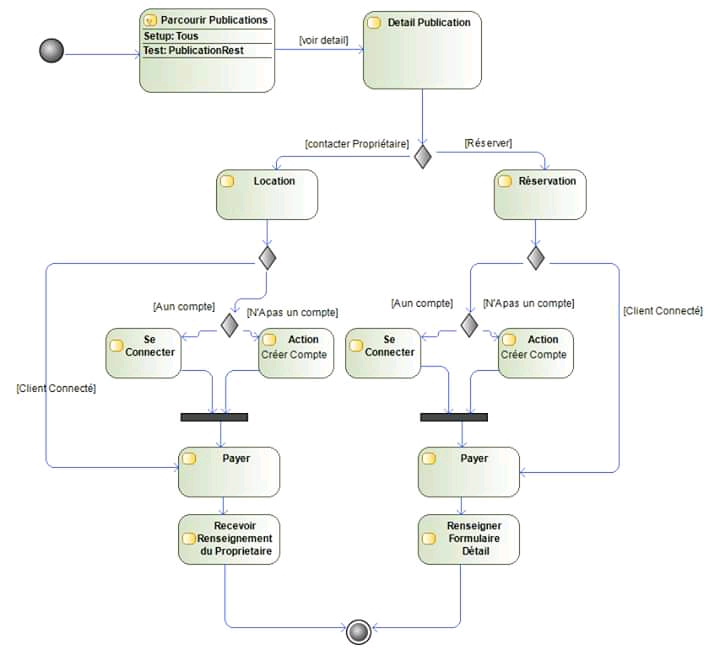 Parcourir Publications
Setup: Tous
Test: PublicationRest
[voir detail]
Detail Publication
[contacter Propriétaire]
[Réserver]
Location
Rèservation
[Aun compte]
[N'Apas un compte]
[Aun compte]
[N'Apas un compte]
[Client Connecté]
Se
Connecter
Action
Créer Compte
Se
Connecter
Action
Créer Compte
[Client Connecté]
Payer
Payer
Recevoir
Renseignement
du Proprietaire
Renseigner
Formulaire
Dètail